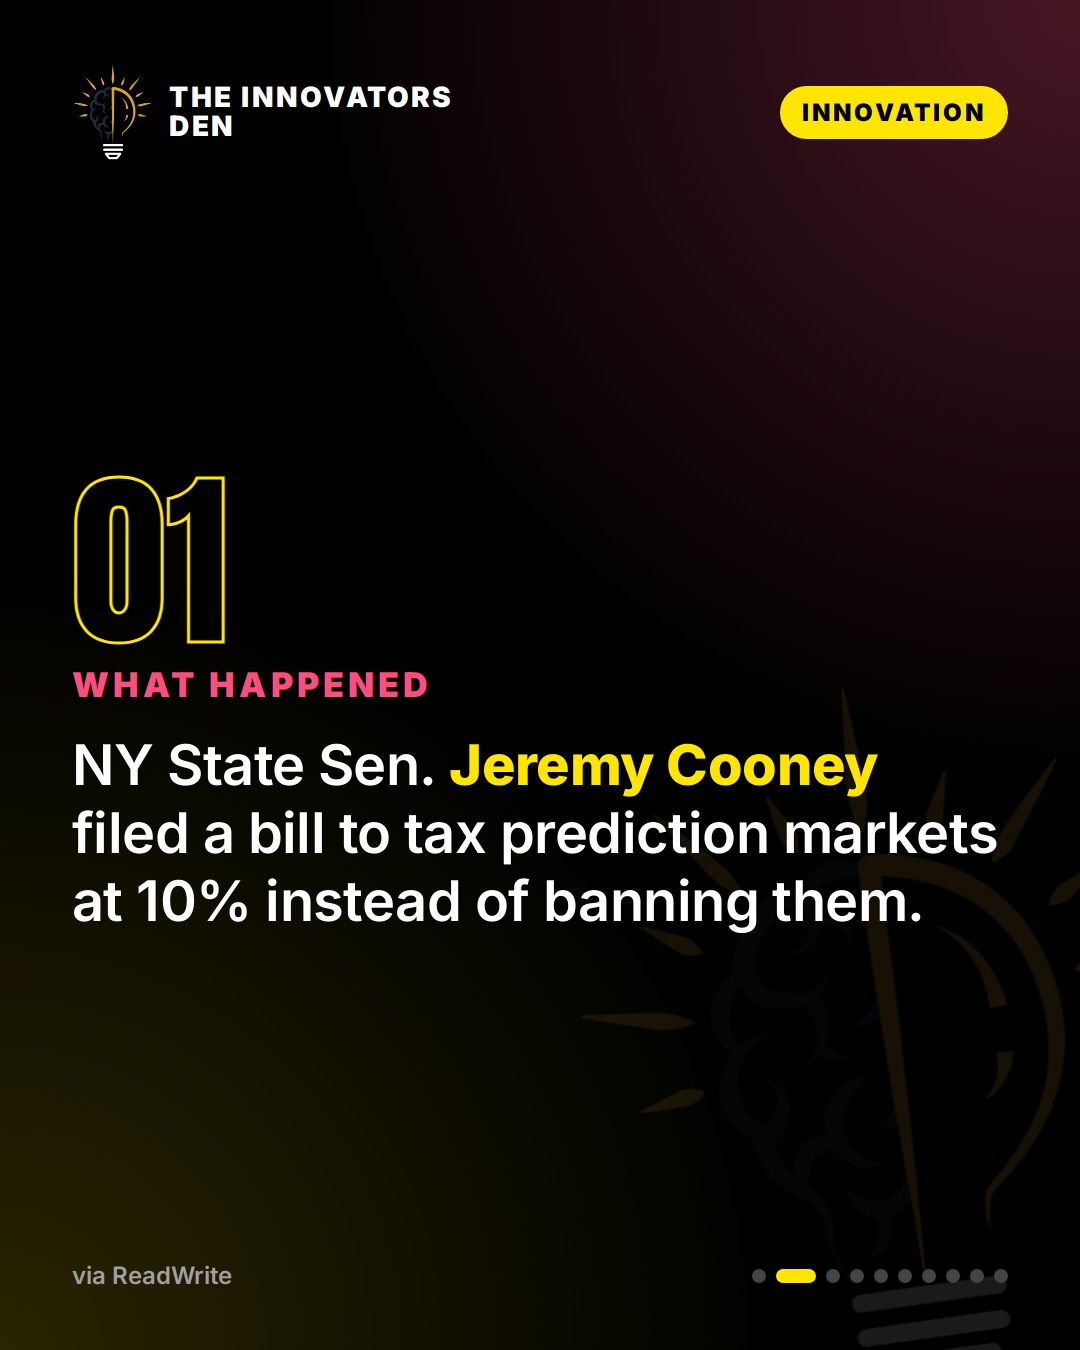 THE INNOVATORS
DEN
INNOVATION
01
WHAT HAPPENED
NY State Sen. Jeremy Cooney
filed a bill to tax prediction markets
at 10% instead of banning them.
via ReadWrite